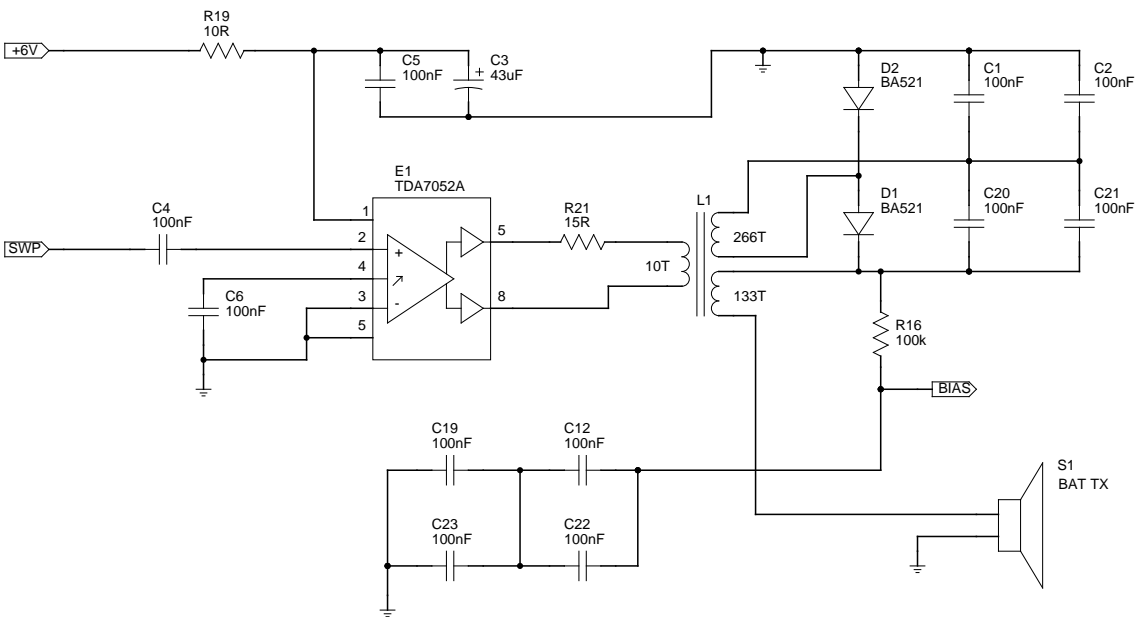 R19
10R
+6V
C5
100nF
C3
+
43uF
D2
BA521
C1
100nF
C2
100nF
E1
TDA7052A
C4
100nF
SWP
1
2
4
3
5
+
-
5
8
R21
15R
L1
10T
266T
133T
D1
BA521
C20
100nF
C21
100nF
C6
100nF
R16
100k
BIAS
C19
100nF
C12
100nF
C23
100nF
C22
100nF
S1
BAT TX